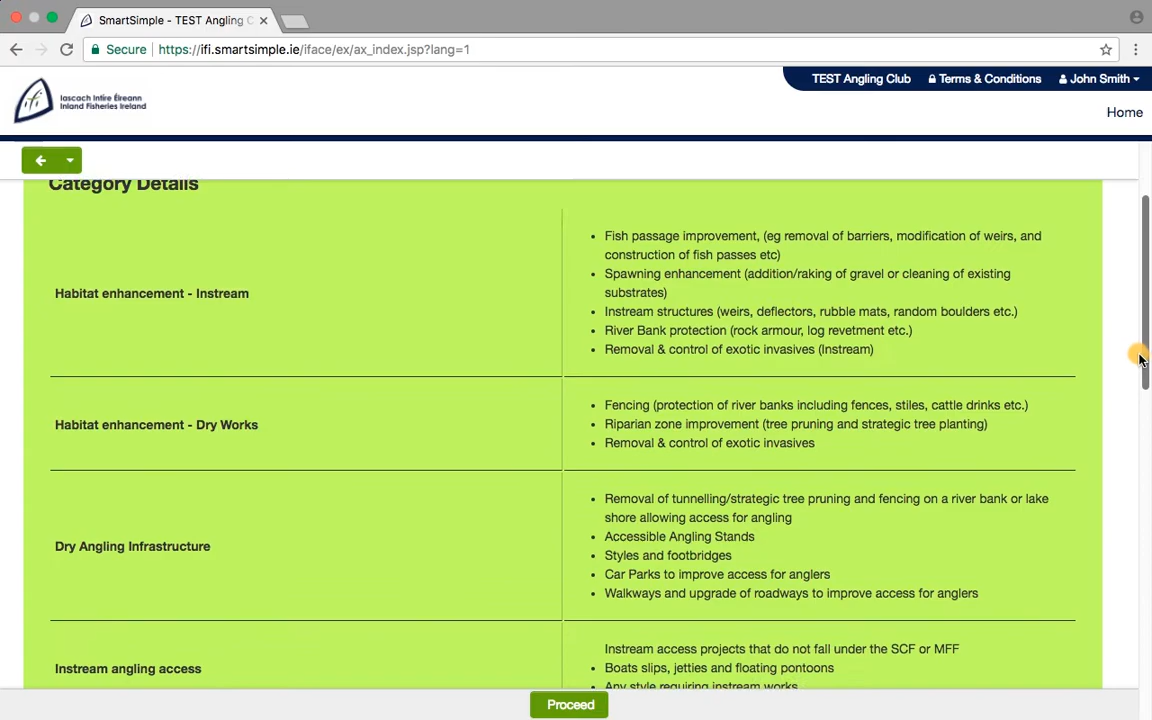 SmartSimple - TEST Angling C
Secure
https://ifi.smartsimple.ie/iface/ex/ax_index.jsp?lang=1
ifi
Iascach Intíre Éireann
Inland Fisheries Ireland
TEST Angling Club
Terms & Conditions
John Smith
Home
Category Details
Habitat enhancement - Instream
• Fish passage improvement, (eg removal of barriers, modification of weirs, and
construction of fish passes etc)
• Spawning enhancement (addition/raking of gravel or cleaning of existing
substrates)
• Instream structures (weirs, deflectors, rubble mats, random boulders etc.)
• River Bank protection (rock armour, log revetment etc.)
• Removal & control of exotic invasives (Instream)
Habitat enhancement - Dry Works
• Fencing (protection of river banks including fences, stiles, cattle drinks etc.)
• Riparian zone improvement (tree pruning and strategic tree planting)
• Removal & control of exotic invasives
Dry Angling Infrastructure
• Removal of tunnelling/strategic tree pruning and fencing on a river bank or lake
shore allowing access for angling
• Accessible Angling Stands
• Styles and footbridges
• Car Parks to improve access for anglers
• Walkways and upgrade of roadways to improve access for anglers
Instream angling access
Instream access projects that do not fall under the SCF or MFF
• Boats slips, jetties and floating pontoons
• Any style requiring instream works
Proceed